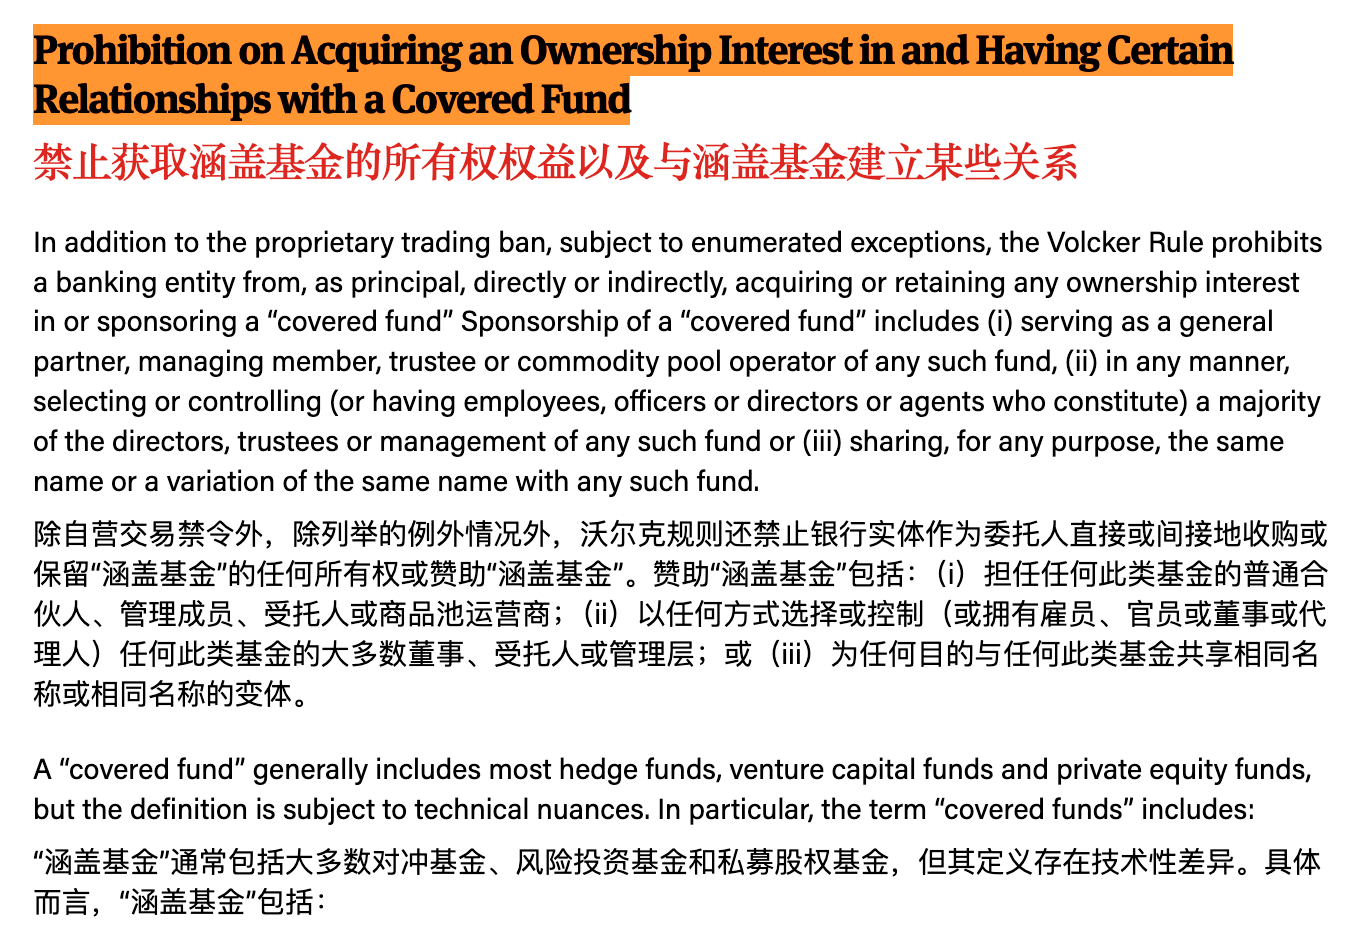 Prohibition on Acquiring an Ownership Interest in and Having Certain
Relationships with a Covered Fund
禁止获取涵盖基金的所有权权益以及与涵盖基金建立某些关系
In addition to the proprietary trading ban, subject to enumerated exceptions, the Volcker Rule prohibits
a banking entity from, as principal, directly or indirectly, acquiring or retaining any ownership interest
in or sponsoring a “covered fund” Sponsorship of a “covered fund” includes (i) serving as a general
partner, managing member, trustee or commodity pool operator of any such fund, (ii) in any manner,
selecting or controlling (or having employees, officers or directors or agents who constitute) a majority
of the directors, trustees or management of any such fund or (iii) sharing, for any purpose, the same
name or a variation of the same name with any such fund.
除自营交易禁令外，除列举的例外情况外，沃尔克规则还禁止银行实体作为委托人直接或间接地收购或
保留“涵盖基金”的任何所有权或赞助“涵盖基金”。赞助“涵盖基金”包括：（i）担任任何此类基金的普通合
伙人、管理成员、受托人或商品池运营商；（ii）以任何方式选择或控制（或拥有雇员、官员或董事或代
理人）任何此类基金的大多数董事、受托人或管理层；或（iii）为任何目的与任何此类基金共享相同名
称或相同名称的变体。
A “covered fund” generally includes most hedge funds, venture capital funds and private equity funds,
but the definition is subject to technical nuances. In particular, the term “covered funds” includes:
“涵盖基金”通常包括大多数对冲基金、风险投资基金和私募股权基金，但其定义存在技术性差异。具体
而言，“涵盖基金”包括：